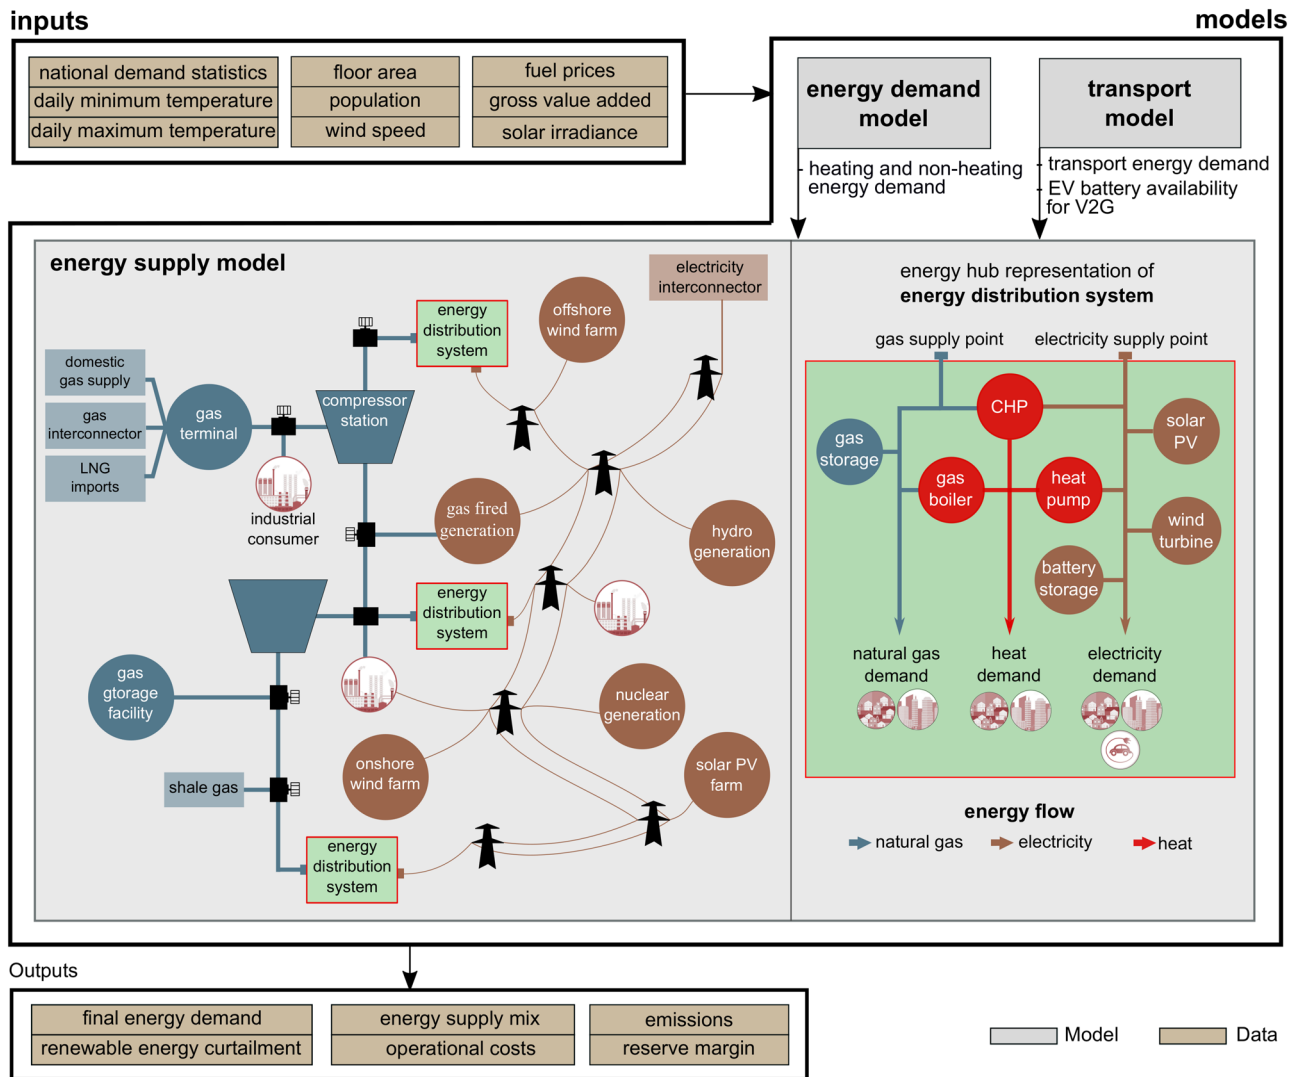 inputs
models
national demand statistics
daily minimum temperature
daily maximum temperature
floor area
population
wind speed
fuel prices
gross value added
solar irradiance
energy demand
model
transport
model
- heating and non-heating
energy demand
- transport energy demand
- EV battery availability
for V2G
energy supply model
electricity
interconnector
offshore
wind farm
energy
distribution
system
domestic
gas supply
gas
interconnector
LNG
imports
gas
terminal
compressor
station
industrial
consumer
gas fired
generation
hydro
generation
energy
distribution
system
gas
gtorage
facility
nuclear
generation
onshore
wind farm
solar PV
farm
shale gas
energy
distribution
system
energy hub representation of
energy distribution system
gas supply point
electricity supply point
CHP
gas
storage
solar
PV
gas
boiler
heat
pump
wind
turbine
battery
storage
natural gas
demand
heat
demand
electricity
demand
energy flow
natural gas
electricity
heat
Outputs
final energy demand
renewable energy curtailment
energy supply mix
operational costs
emissions
reserve margin
Model
Data